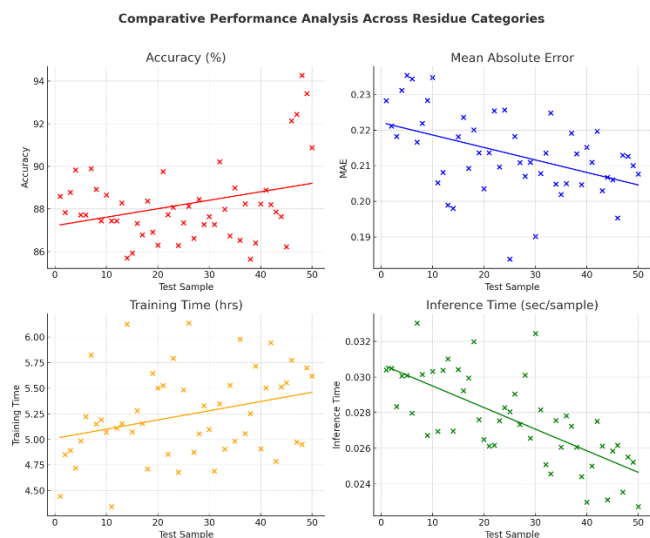 Comparative Performance Analysis Across Residue Categories
Accuracy (%)
Accuracy
94
92
90
88
86
0 10 20 30 40 50
Test Sample
Mean Absolute Error
MAE
0.23
0.22
0.21
0.20
0.19
0 10 20 30 40 50
Test Sample
Training Time (hrs)
Training Time
6.00
5.75
5.50
5.25
5.00
4.75
4.50
0 10 20 30 40 50
Test Sample
Inference Time (sec/sample)
Inference Time
0.032
0.030
0.028
0.026
0.024
0 10 20 30 40 50
Test Sample